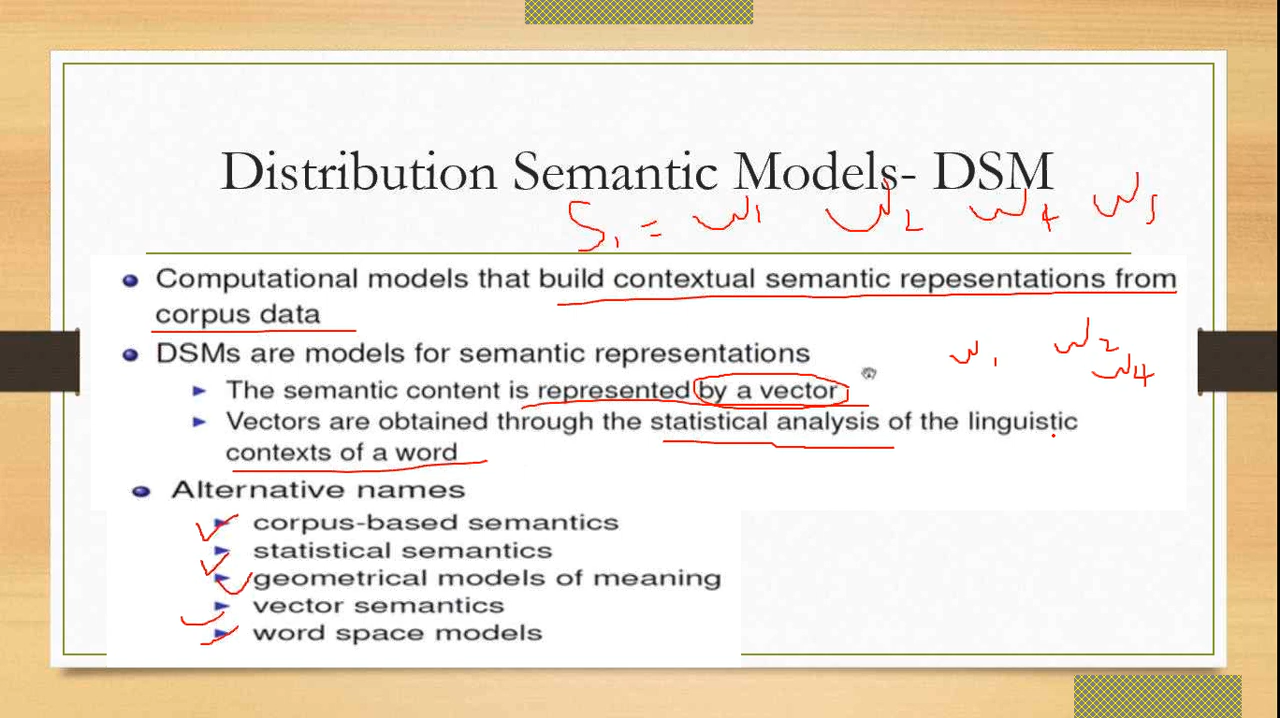 Distribution Semantic Models- DSM
S1 = w1 w2 w4 w5
Computational models that build contextual semantic repesentations from
corpus data
DSMs are models for semantic representations
w1 w2
w4
The semantic content is represented by a vector
Vectors are obtained through the statistical analysis of the linguistic
contexts of a word
Alternative names
corpus-based semantics
statistical semantics
geometrical models of meaning
vector semantics
word space models